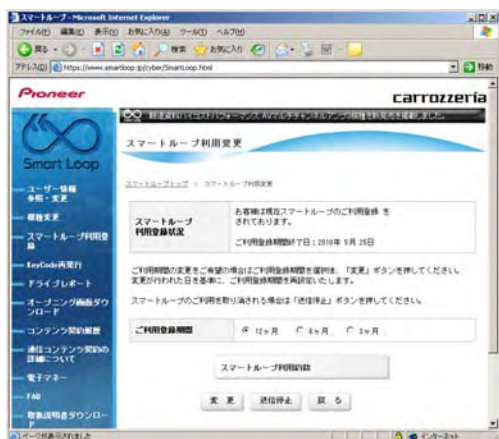 スマートループ - Microsoft Internet Explorer
ファイル(F) 編集(E) 表示(V) お気に入り(A) ツール(T) ヘルプ(H)
戻る 検索 お気に入り
アドレス(D) https://www.smartloop.jp/cyber/SmartLoop.html 移動
Pioneer
carrozzeria
スマートループ利用変更
Smart Loop
スマートループトップ > スマートループ利用変更
ユーザー情報
参照・変更
機種変更
スマートループ利用登
録
KeyCode再発行
ドライブレポート
オープニング画面ダウ
ンロード
コンテンツ契約履歴
通信コンテンツ契約の
詳細について
電子マネー
FAQ
取扱説明書ダウンロー
ド
スマートループ
利用登録状況
お客様は現在スマートループのご利用登録 を
されております。
ご利用登録期間終了日:2010年 5月 25日
ご利用期間の変更をご希望の場合はご利用登録期間を選択後、「変更」ボタンを押してください。
変更が行われた日を基準に、ご利用登録期間を再設定いたします。
スマートループのご利用を取り消される場合は「送信停止」ボタンを押してください。
ご利用登録期間 12ヶ月 6ヶ月 3ヶ月
スマートループ利用約款
変 更 送信停止 戻 る
ページが表示されました インターネット